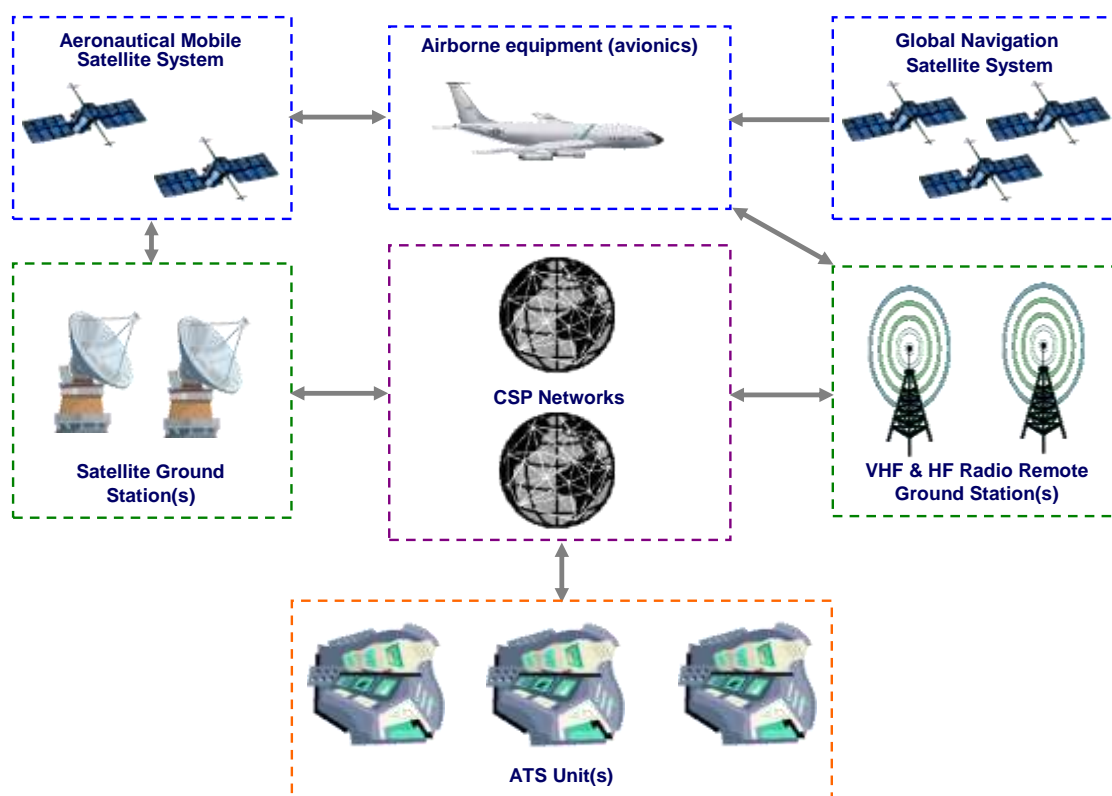 Aeronautical Mobile
Satellite System
Airborne equipment (avionics)
Global Navigation
Satellite System
CSP Networks
Satellite Ground
Station(s)
VHF & HF Radio Remote
Ground Station(s)
ATS Unit(s)